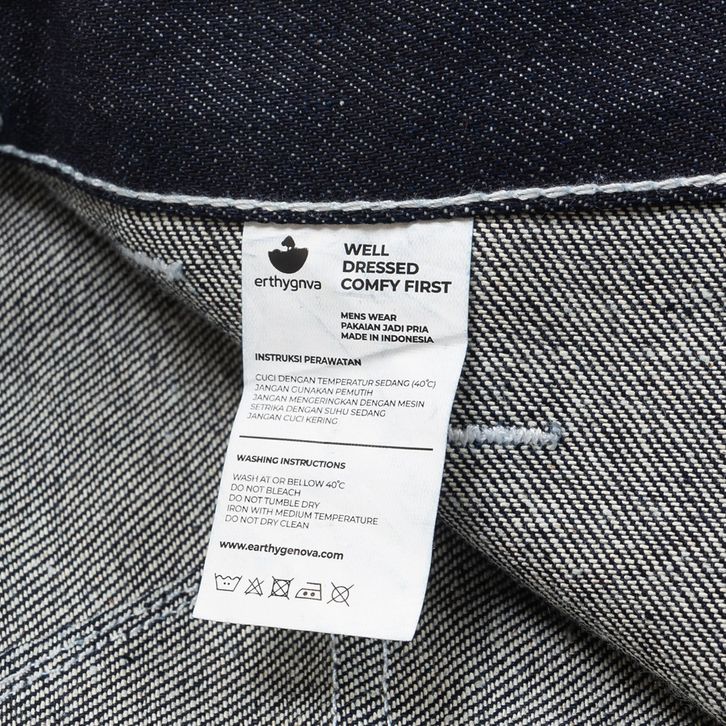 erthygnva
WELL
DRESSED
COMFY FIRST
MENS WEAR
PAKAIAN JADI PRIA
MADE IN INDONESIA
INSTRUKSI PERAWATAN
CUCI DENGAN TEMPERATUR SEDANG (40˚C)
JANGAN GUNAKAN PEMUTIH
JANGAN MENGERINGKAN DENGAN MESIN
SETRIKA DENGAN SUHU SEDANG
JANGAN CUCI KERING
WASHING INSTRUCTIONS
WASH AT OR BELOW 40˚C
DO NOT BLEACH
DO NOT TUMBLE DRY
IRON WITH MEDIUM TEMPERATURE
DO NOT DRY CLEAN
www.earthygenova.com